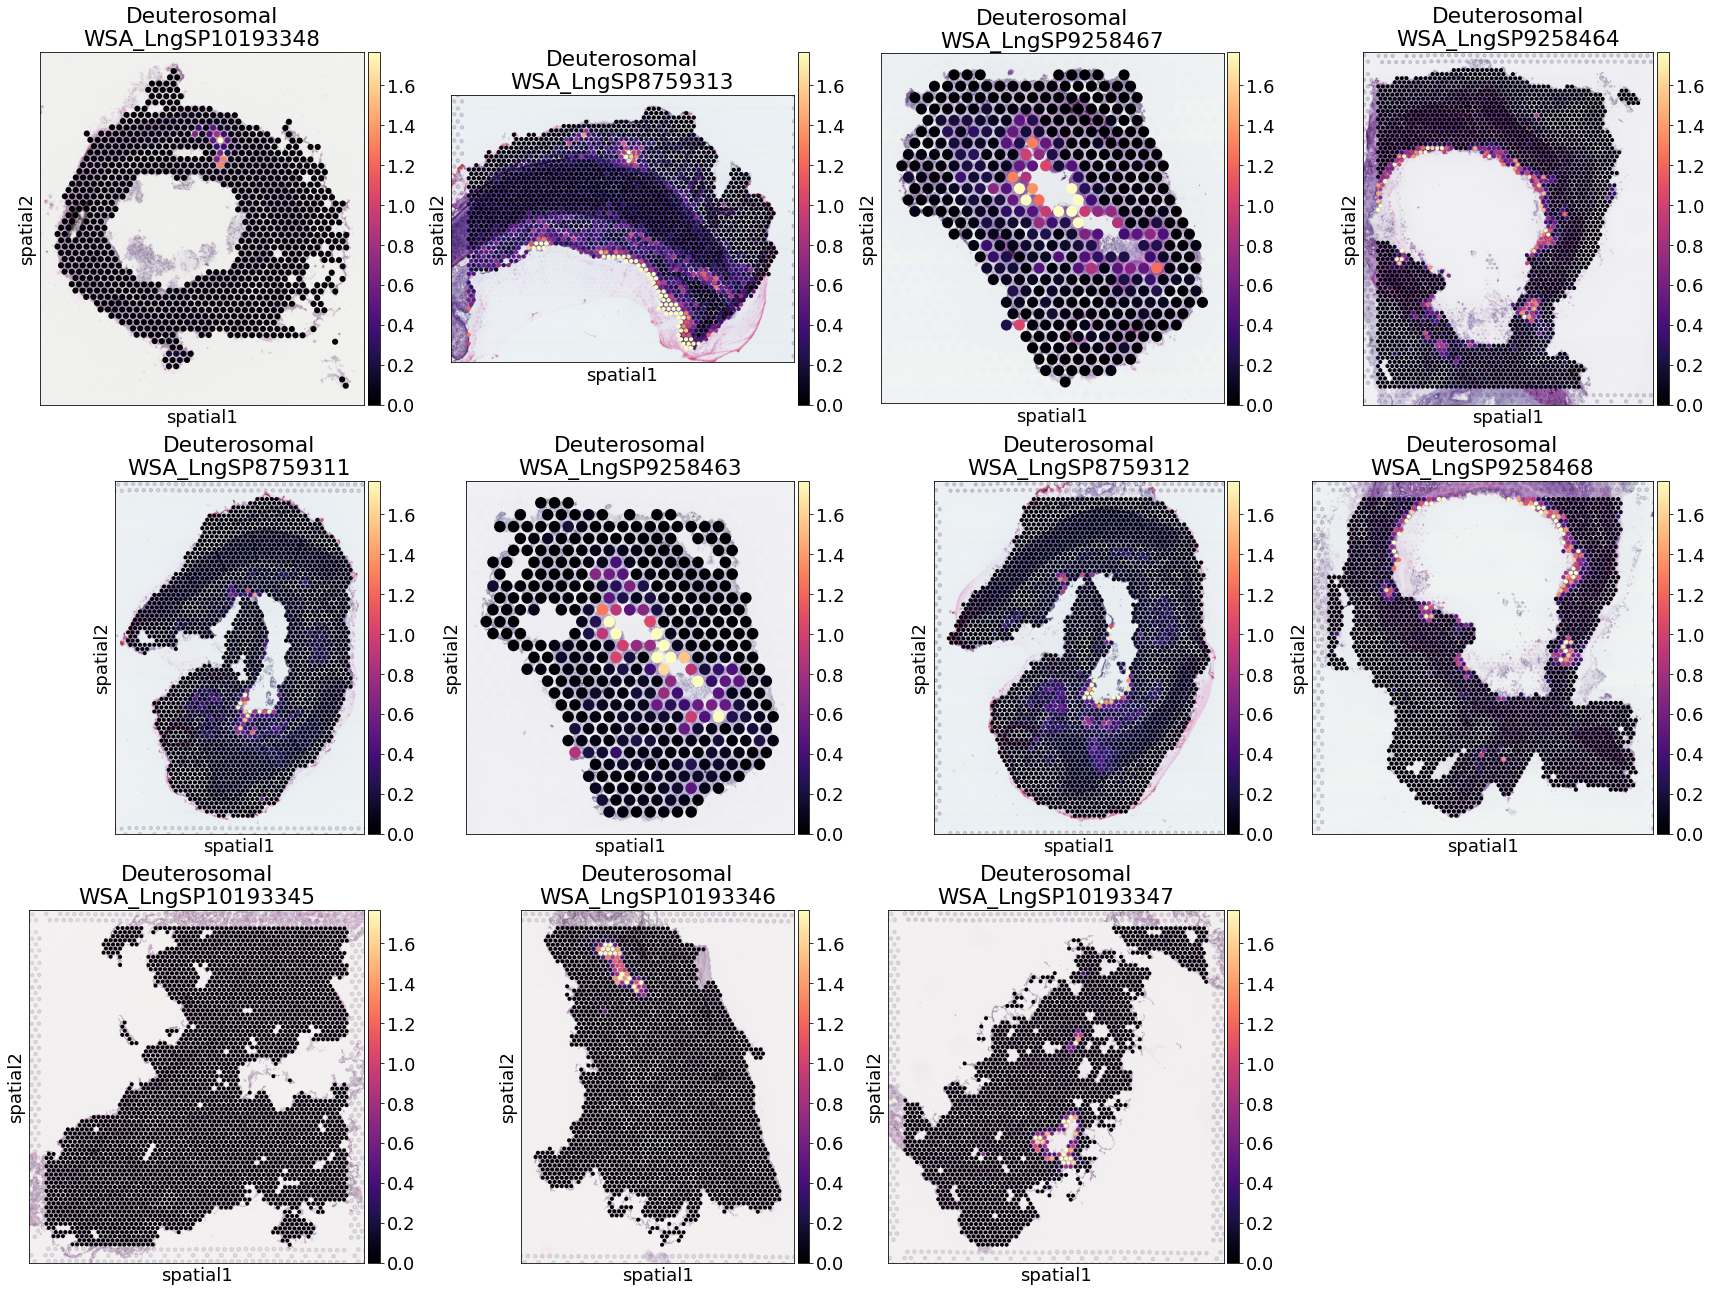 Deuterosomal
WSA_LngSP10193348
spatial2
spatial1
1.6
1.4
1.2
1.0
0.8
0.6
0.4
0.2
0.0
Deuterosomal
WSA_LngSP8759313
spatial2
spatial1
1.6
1.4
1.2
1.0
0.8
0.6
0.4
0.2
0.0
Deuterosomal
WSA_LngSP9258467
spatial2
spatial1
1.6
1.4
1.2
1.0
0.8
0.6
0.4
0.2
0.0
Deuterosomal
WSA_LngSP9258464
spatial2
spatial1
1.6
1.4
1.2
1.0
0.8
0.6
0.4
0.2
0.0
Deuterosomal
WSA_LngSP8759311
spatial2
spatial1
1.6
1.4
1.2
1.0
0.8
0.6
0.4
0.2
0.0
Deuterosomal
WSA_LngSP9258463
spatial2
spatial1
1.6
1.4
1.2
1.0
0.8
0.6
0.4
0.2
0.0
Deuterosomal
WSA_LngSP8759312
spatial2
spatial1
1.6
1.4
1.2
1.0
0.8
0.6
0.4
0.2
0.0
Deuterosomal
WSA_LngSP9258468
spatial2
spatial1
1.6
1.4
1.2
1.0
0.8
0.6
0.4
0.2
0.0
Deuterosomal
WSA_LngSP10193345
spatial2
spatial1
1.6
1.4
1.2
1.0
0.8
0.6
0.4
0.2
0.0
Deuterosomal
WSA_LngSP10193346
spatial2
spatial1
1.6
1.4
1.2
1.0
0.8
0.6
0.4
0.2
0.0
Deuterosomal
WSA_LngSP10193347
spatial2
spatial1
1.6
1.4
1.2
1.0
0.8
0.6
0.4
0.2
0.0